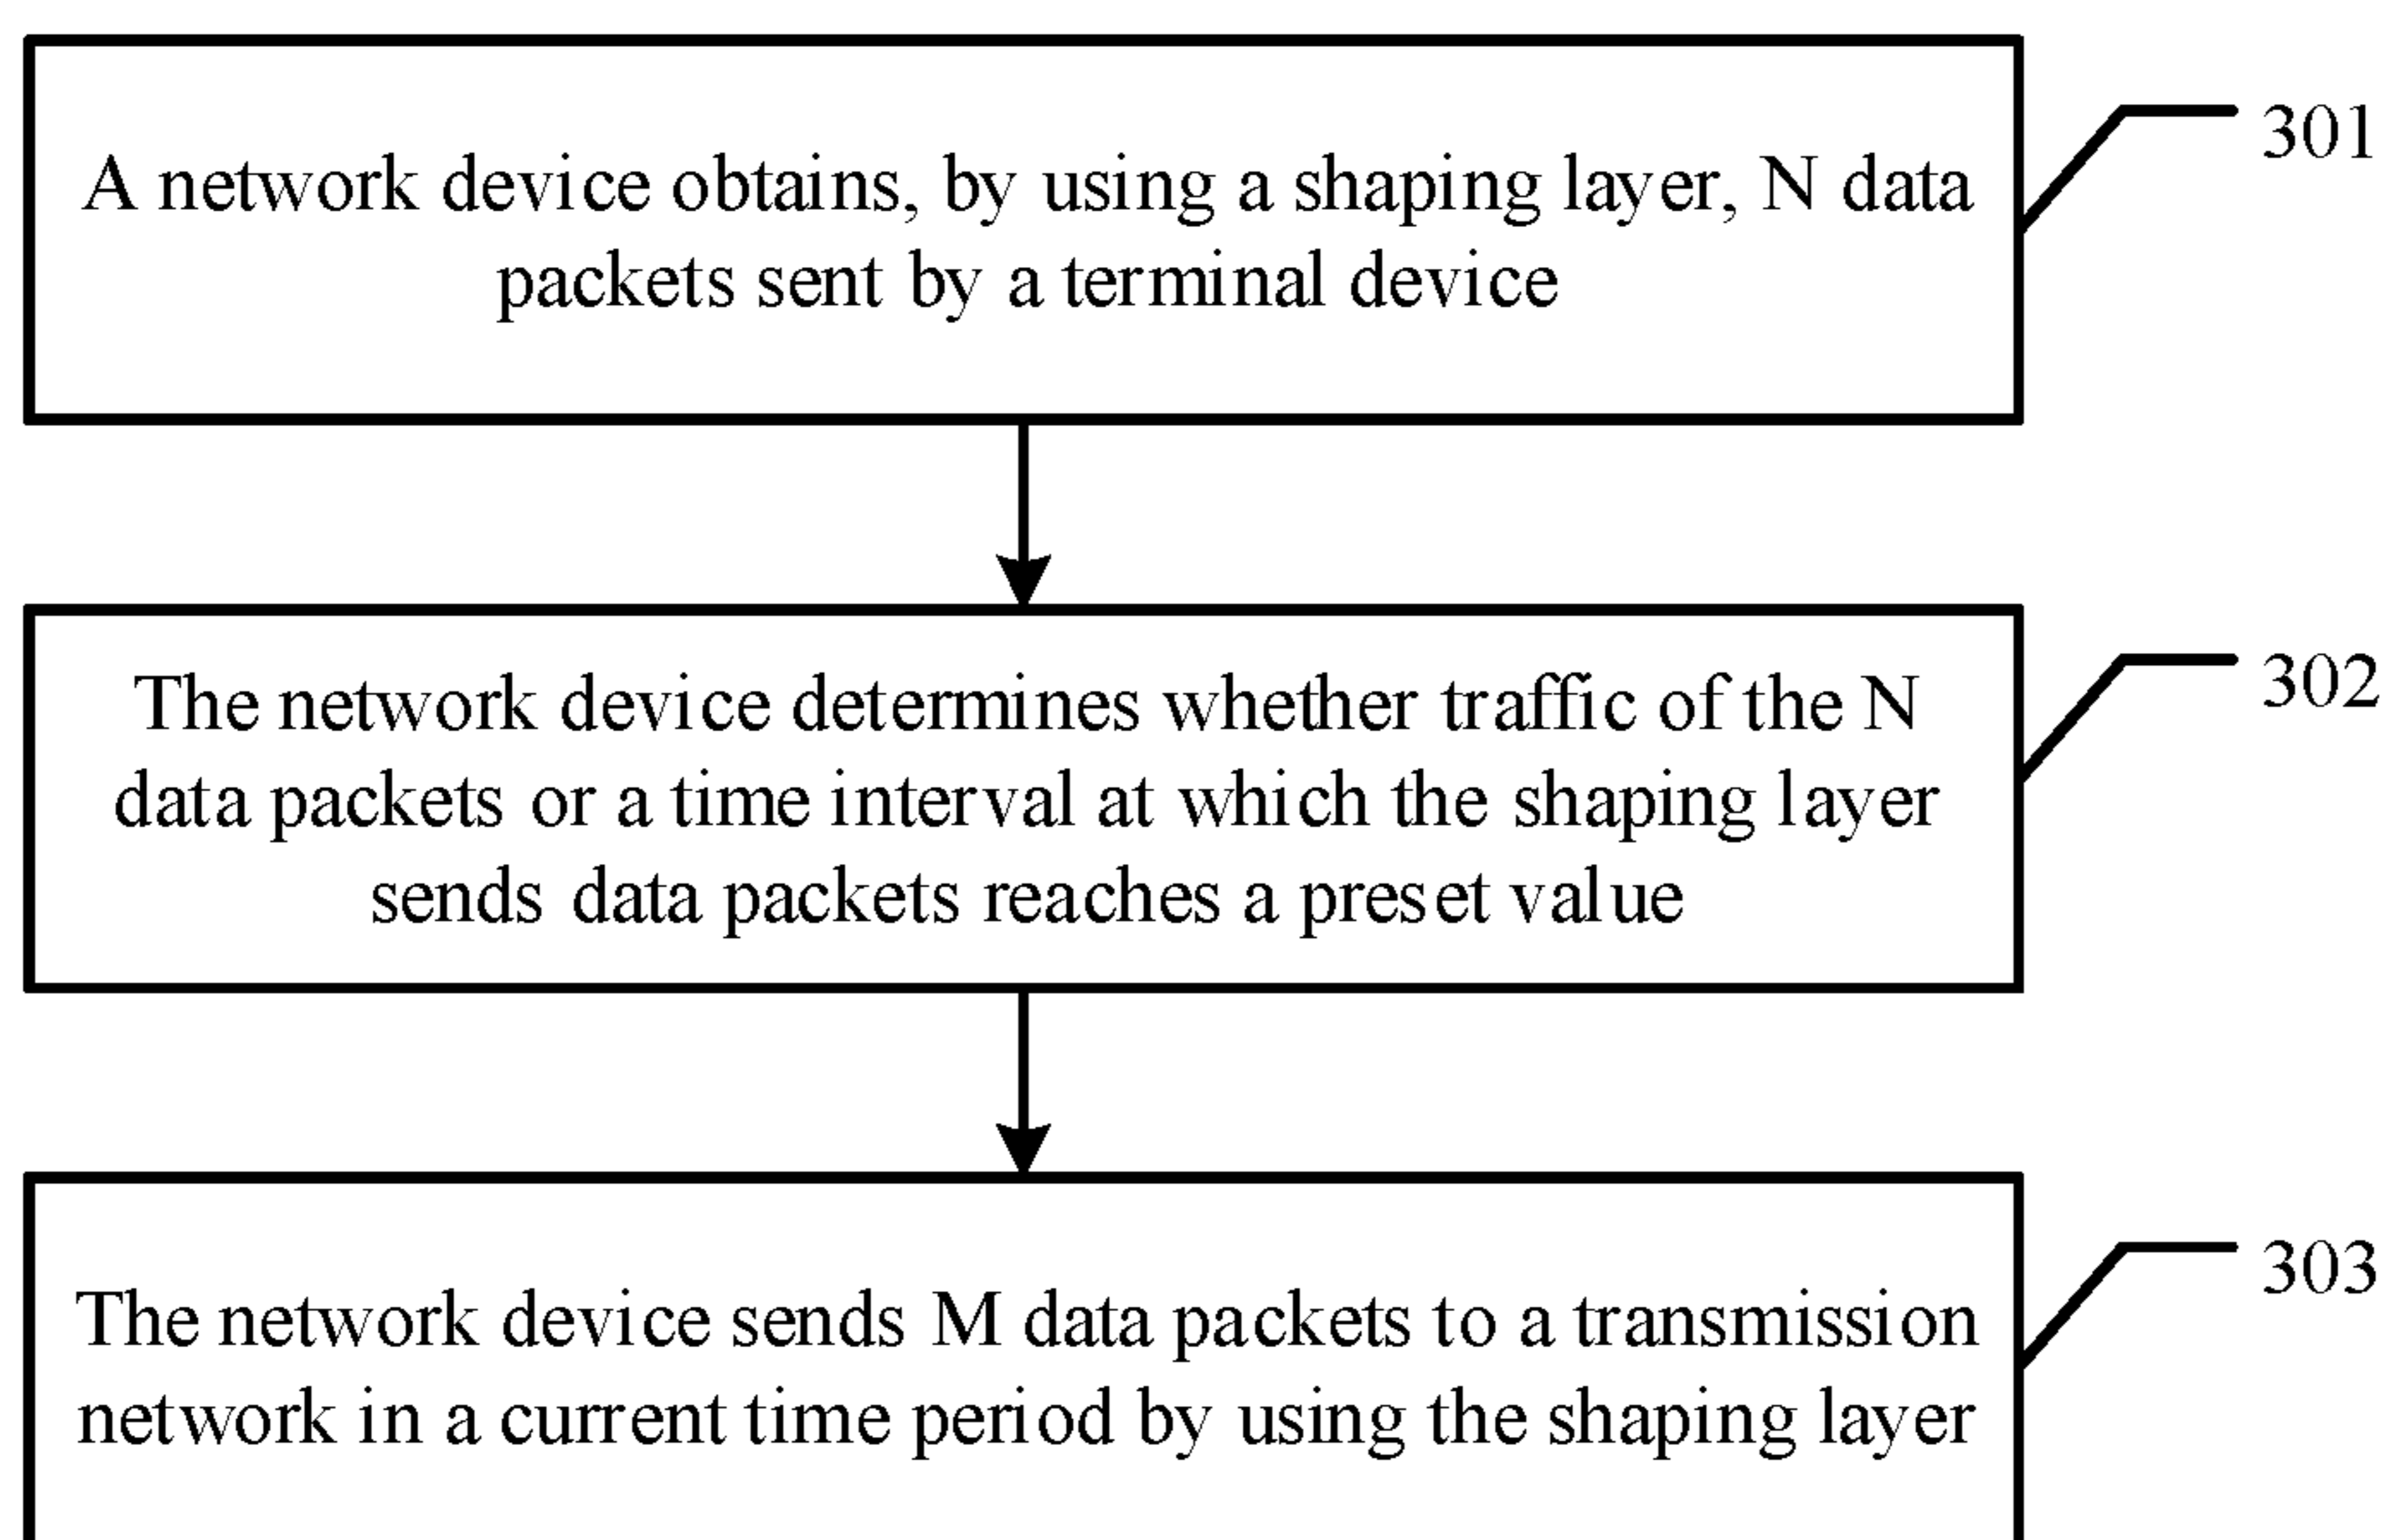 A network device obtains, by using a shaping layer, N data
packets sent by a terminal device
301
The network device determines whether traffic of the N
data packets or a time interval at which the shaping layer
sends data packets reaches a preset value
302
The network device sends M data packets to a transmission
network in a current time period by using the shaping layer
303